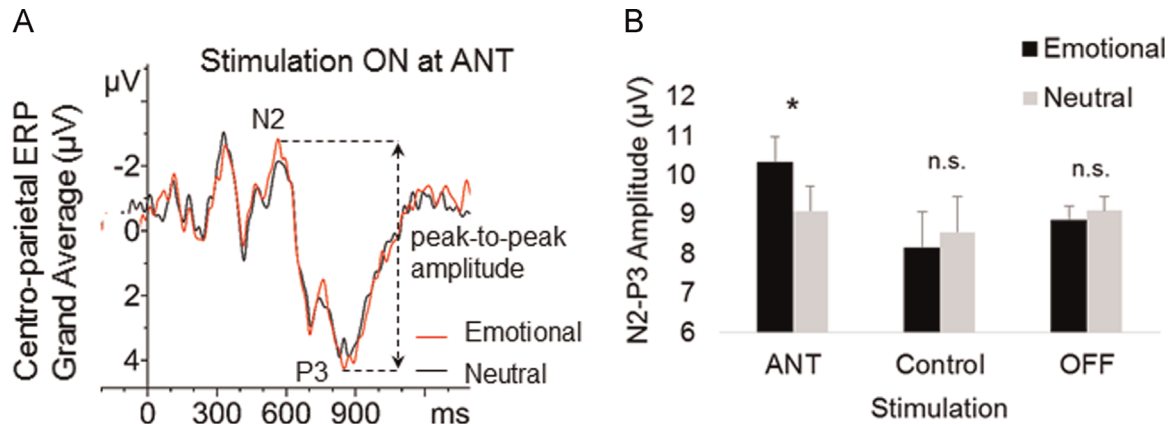 A
Stimulation ON at ANT
µV
N2
-2
0
2
4
Centro-parietal ERP
Grand Average (µV)
peak-to-peak
amplitude
Emotional
Neutral
P3
0 300 600 900 ms
B
Emotional
Neutral
N2-P3 Amplitude (µV)
12
11
10
9
8
7
6
*
n.s.
n.s.
ANT Control OFF
Stimulation